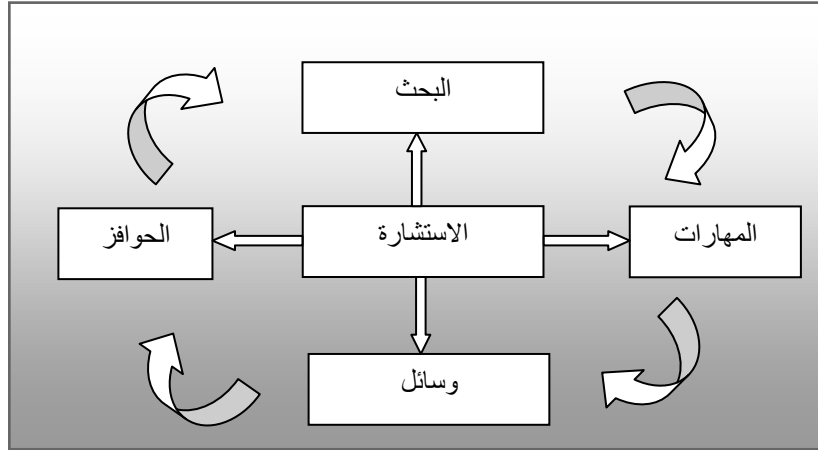 البحث
المهارات
الاستشارة
الحوافز
وسائل